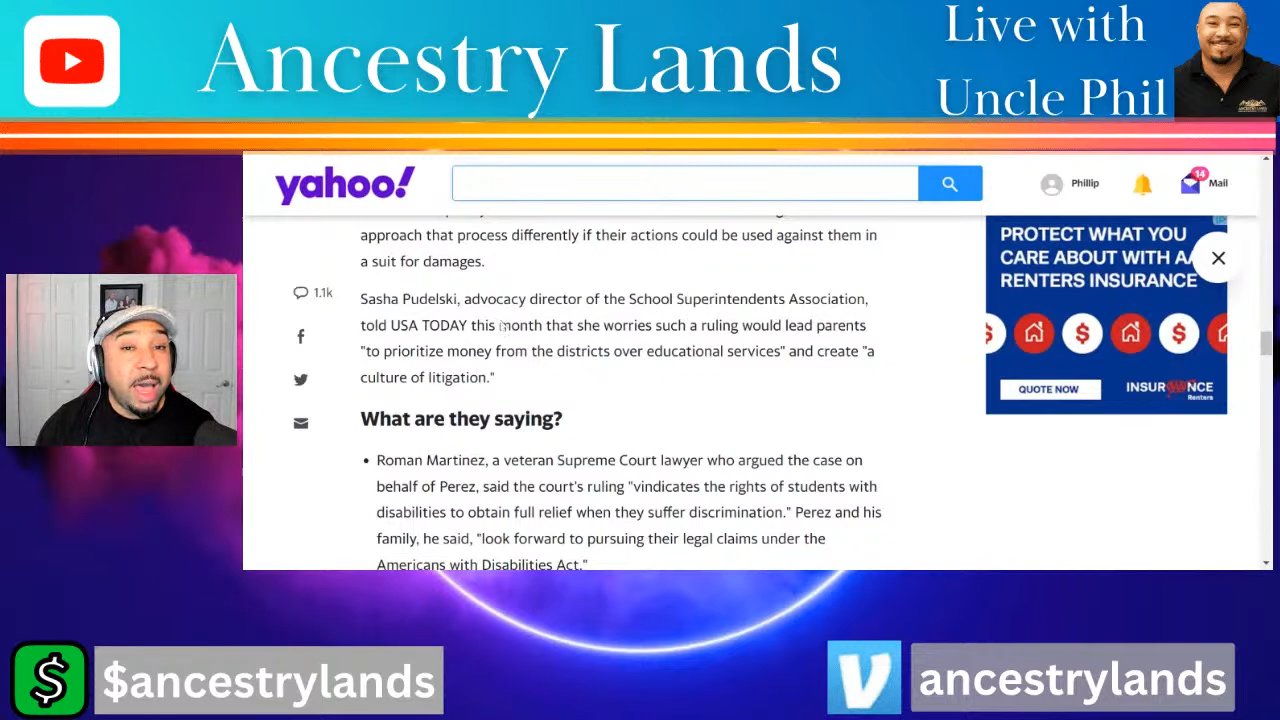 Ancestry Lands
Live with
Uncle Phil
yahoo!
Phillip
14
Mail
approach that process differently if their actions could be used against them in
a suit for damages.
1.1k
Sasha Pudelski, advocacy director of the School Superintendents Association,
told USA TODAY this month that she worries such a ruling would lead parents
"to prioritize money from the districts over educational services" and create "a
culture of litigation."
What are they saying?
• Roman Martinez, a veteran Supreme Court lawyer who argued the case on
behalf of Perez, said the court's ruling "vindicates the rights of students with
disabilities to obtain full relief when they suffer discrimination." Perez and his
family, he said, "look forward to pursuing their legal claims under the
Americans with Disabilities Act."
PROTECT WHAT YOU
CARE ABOUT WITH
RENTERS INSURANCE
QUOTE NOW
Renters
$ancestrylands
ancestrylands